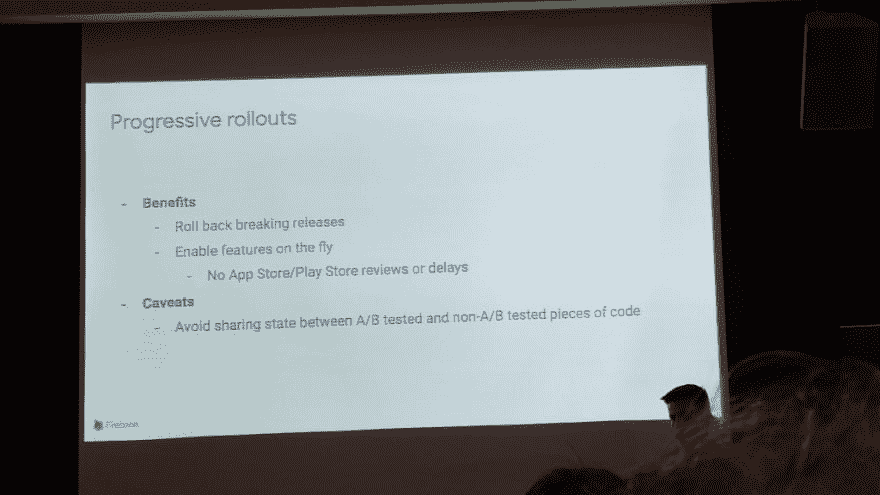 Progressive rollouts
- Benefits
- Roll back breaking releases
- Enable features on the fly
- No App Store/Play Store reviews or delays
- Caveats
- Avoid sharing state between A/B tested and non-A/B tested pieces of code
Firebase